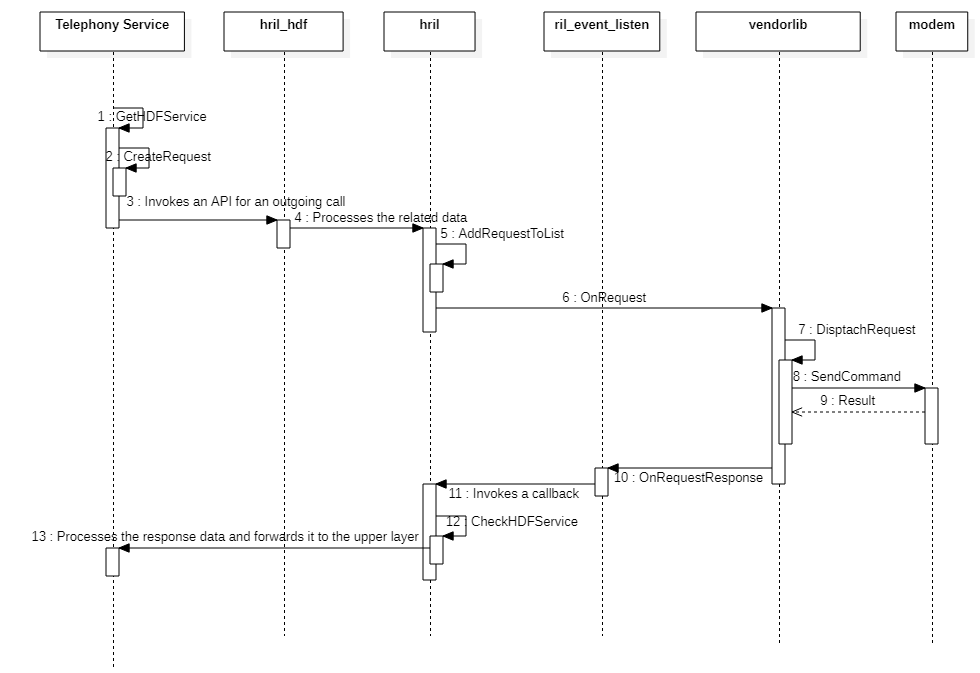 Telephony Service
hril_hdf
hril
ril_event_listen
vendorlib
modem
1 : GetHDFService
2 : CreateRequest
3 : Invokes an API for an outgoing call
4 : Processes the related data
5 : AddRequestToList
6 : OnRequest
7 : DisptachRequest
8 : SendCommand
9 : Result
10 : OnRequestResponse
11 : Invokes a callback
12 : CheckHDFService
13 : Processes the response data and forwards it to the upper layer